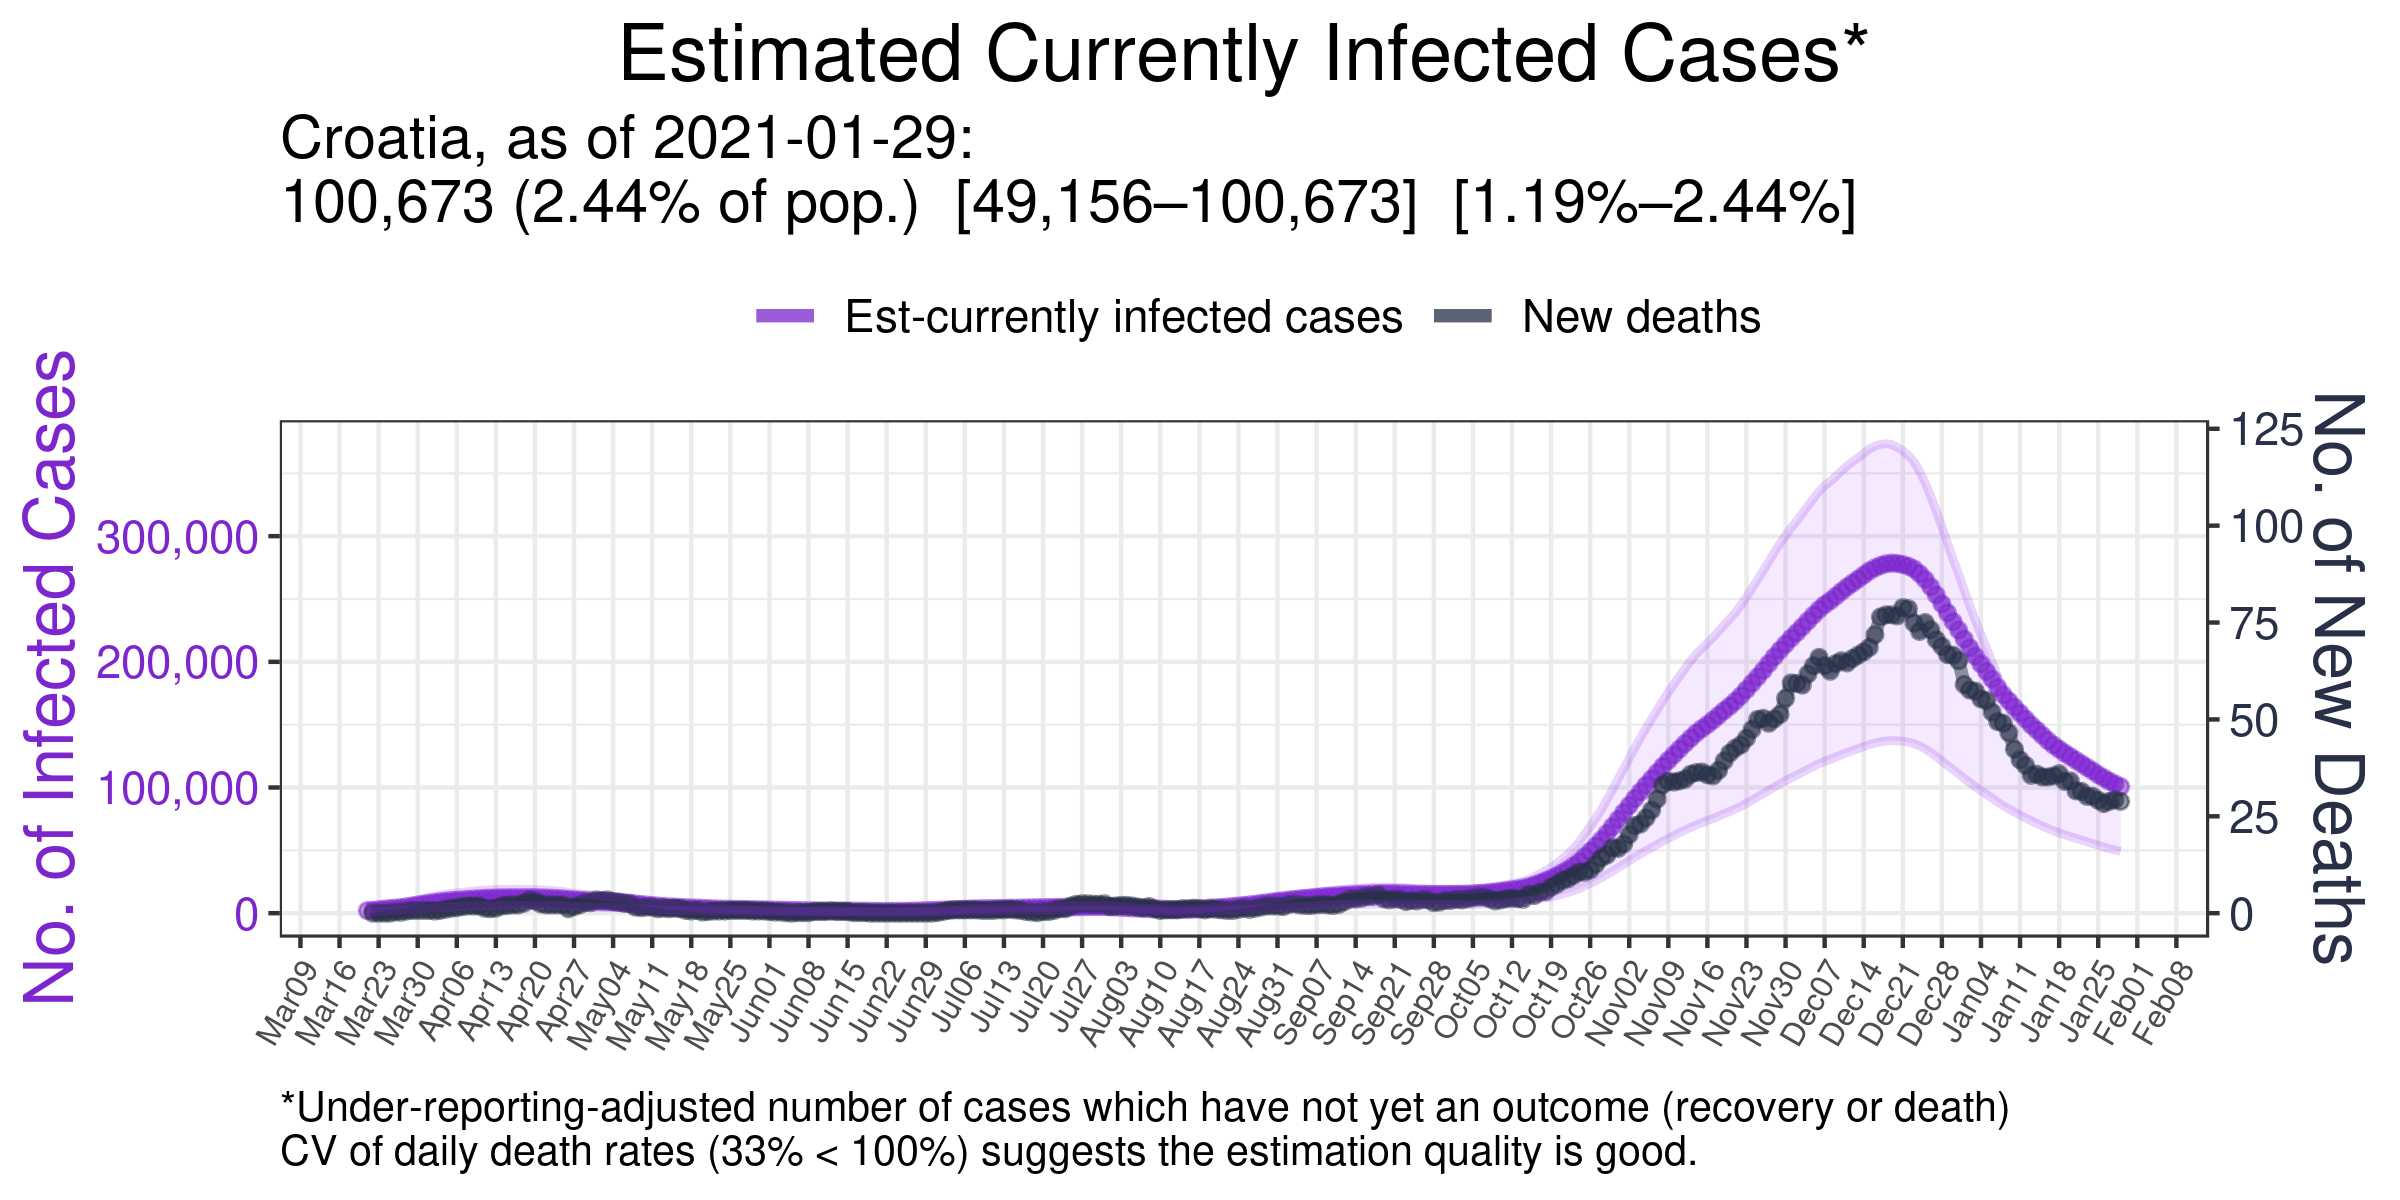 Estimated Currently Infected Cases*
Croatia, as of 2021-01-29:
100,673 (2.44% of pop.)  [49,156–100,673]  [1.19%–2.44%]
Est-currently infected cases
New deaths
No. of Infected Cases
300,000
200,000
100,000
0
No. of New Deaths
125
100
75
50
25
0
Mar09
Mar16
Mar23
Mar30
Apr06
Apr13
Apr20
Apr27
May04
May11
May18
May25
Jun01
Jun08
Jun15
Jun22
Jun29
Jul06
Jul13
Jul20
Jul27
Aug03
Aug10
Aug17
Aug24
Aug31
Sep07
Sep14
Sep21
Sep28
Oct05
Oct12
Oct19
Oct26
Nov02
Nov09
Nov16
Nov23
Nov30
Dec07
Dec14
Dec21
Dec28
Jan04
Jan11
Jan18
Jan25
Feb01
Feb08
*Under-reporting-adjusted number of cases which have not yet an outcome (recovery or death)
CV of daily death rates (33% < 100%) suggests the estimation quality is good.